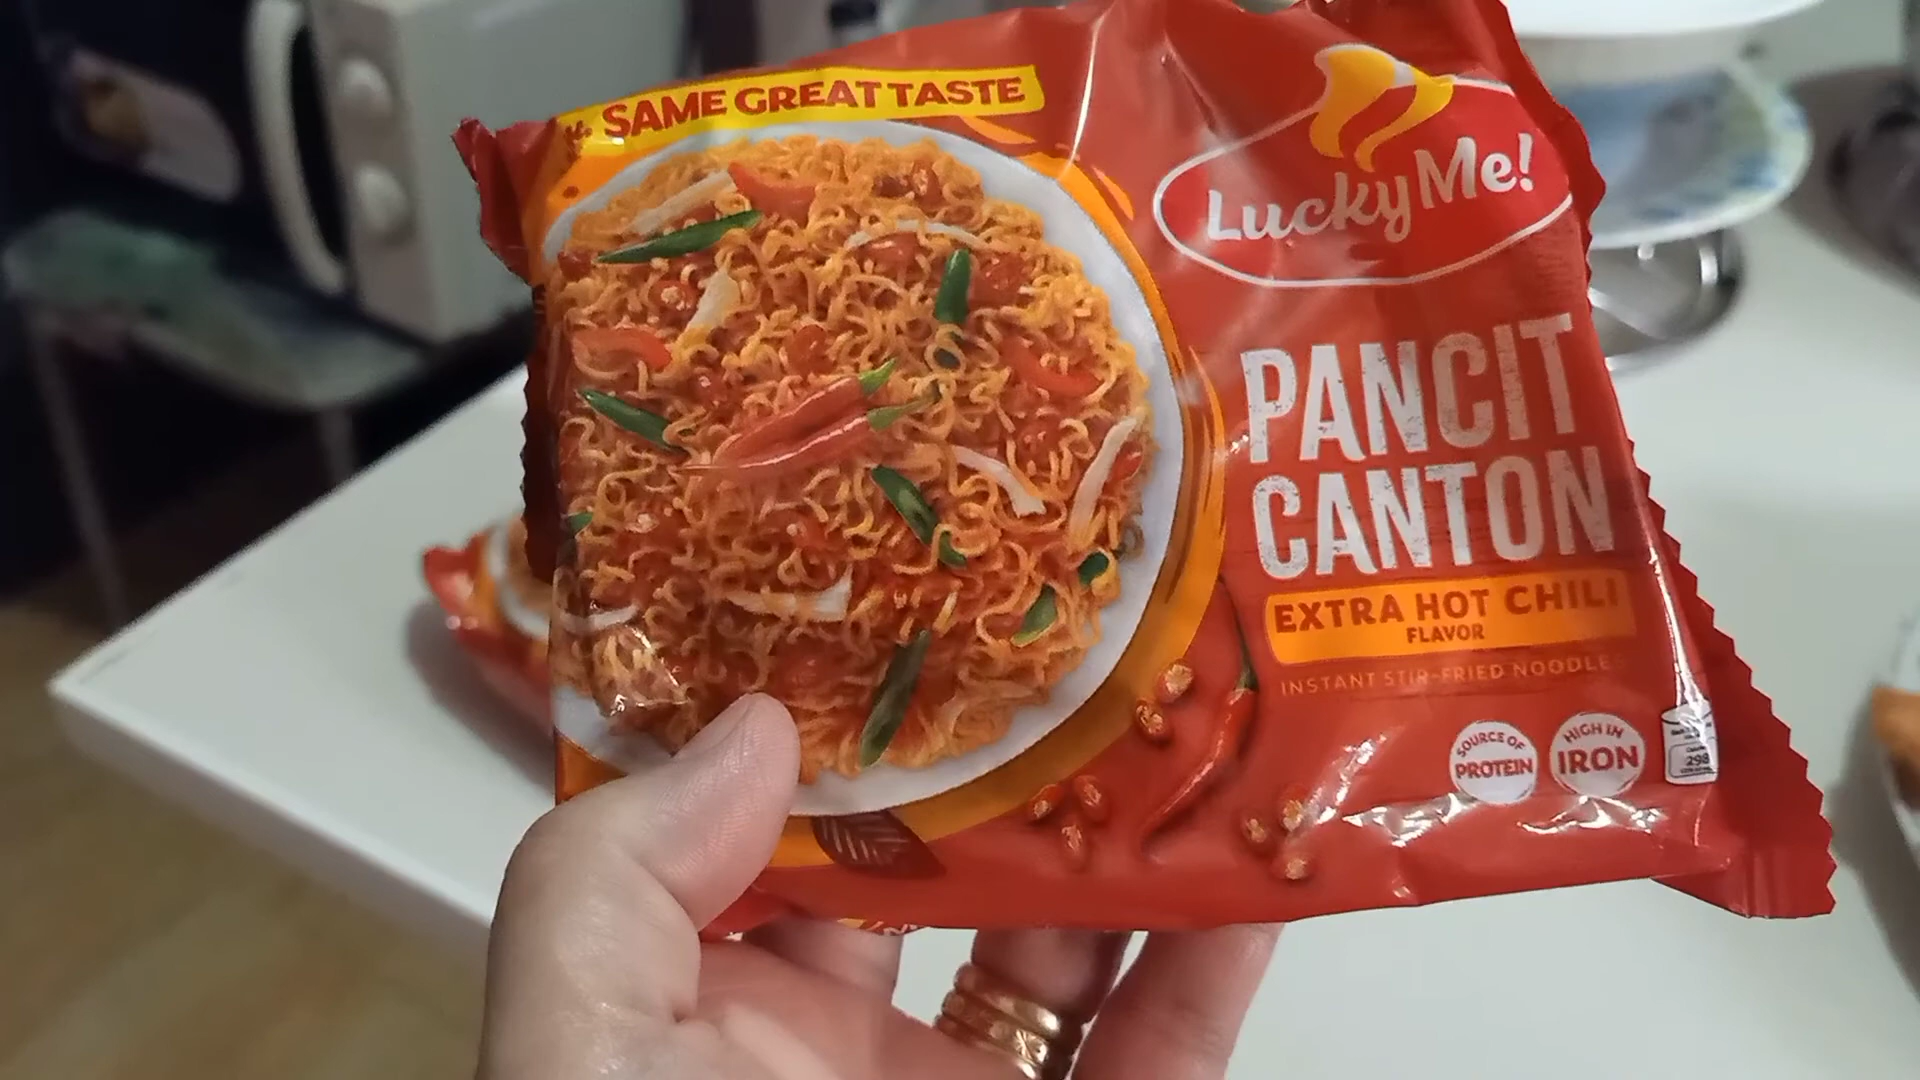 SAME GREAT TASTE
Lucky Me!
PANCIT
CANTON
EXTRA HOT CHILI
FLAVOR
INSTANT STIR-FRIED NOODLES
SOURCE OF
PROTEIN
HIGH IN
IRON
298